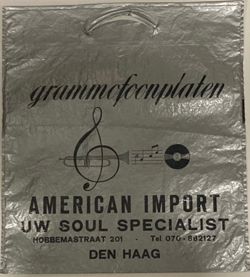 grammofoonplaten
AMERICAN IMPORT
UW SOUL SPECIALIST
HOBBEMASTRAAT 201 - Tel 070-882127
DEN HAAG